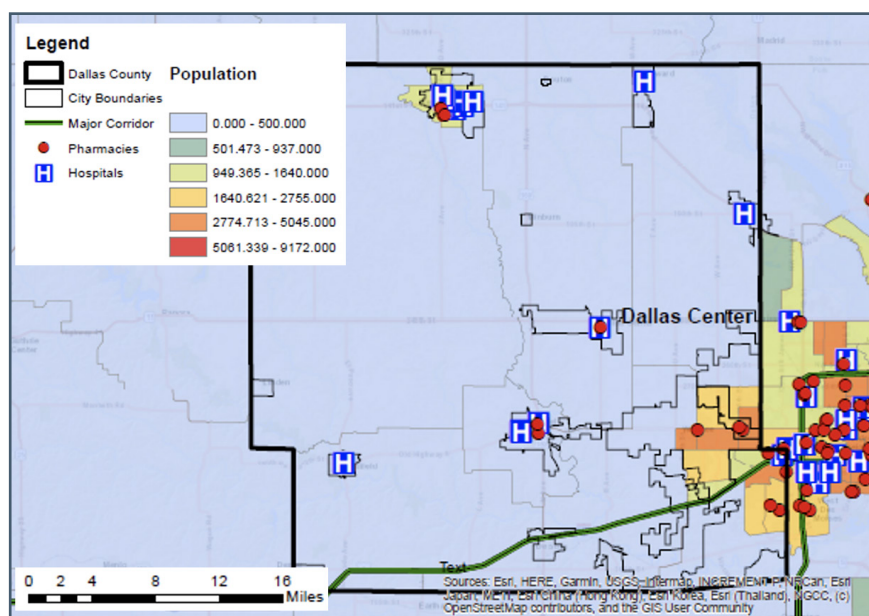 Legend
Dallas County
City Boundaries
Major Corridor
Pharmacies
Hospitals
Population
0.000 - 500.000
501.473 - 937.000
949.365 - 1640.000
1640.621 - 2755.000
2774.713 - 5045.000
5061.339 - 9172.000
H
H
H
H
H
Dallas Center
H
H
H
H
H
H
H
H
H
H
H
H
0 2 4 8 12 16
Miles
Text
Sources: Esri, HERE, Garmin, USGS, Intermap, INCREMENT P, NRCan, Esri
Japan, METI, Esri China (Hong Kong), Esri Korea, Esri (Thailand), NGCC, (c)
OpenStreetMap contributors, and the GIS User Community